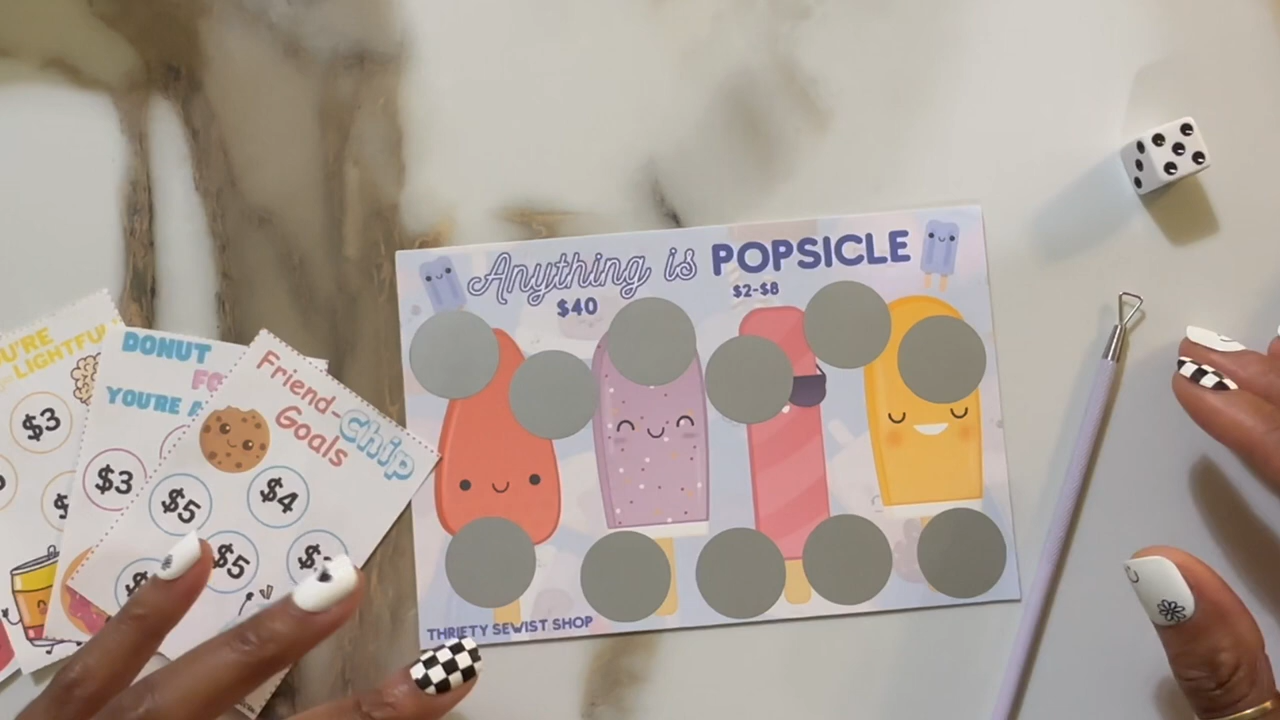 Anything is POPSICLE
$40
$2-$8
THRIFTY SEWIST SHOP
$3
DONUT
YOU'RE A
$3
Friend-Chip
Goals
$5
$4
$5